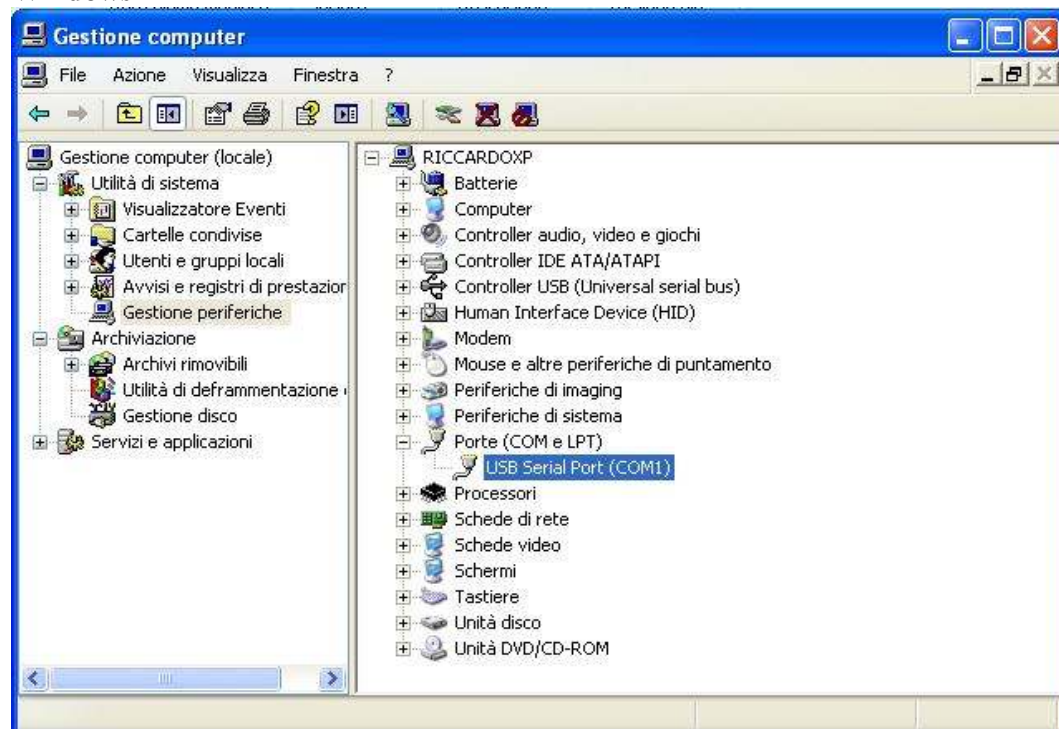 Gestione computer
File Azione Visualizza Finestra ?
Gestione computer (locale)
Utilità di sistema
Visualizzatore Eventi
Cartelle condivise
Utenti e gruppi locali
Avvisi e registri di prestazior
Gestione periferiche
Archiviazione
Archivi rimovibili
Utilità di deframmentazione
Gestione disco
Servizi e applicazioni
RICCARDOXP
Batterie
Computer
Controller audio, video e giochi
Controller IDE ATA/ATAPI
Controller USB (Universal serial bus)
Human Interface Device (HID)
Modem
Mouse e altre periferiche di puntamento
Periferiche di imaging
Periferiche di sistema
Porte (COM e LPT)
USB Serial Port (COM1)
Processori
Schede di rete
Schede video
Schermi
Tastiere
Unità disco
Unità DVD/CD-ROM